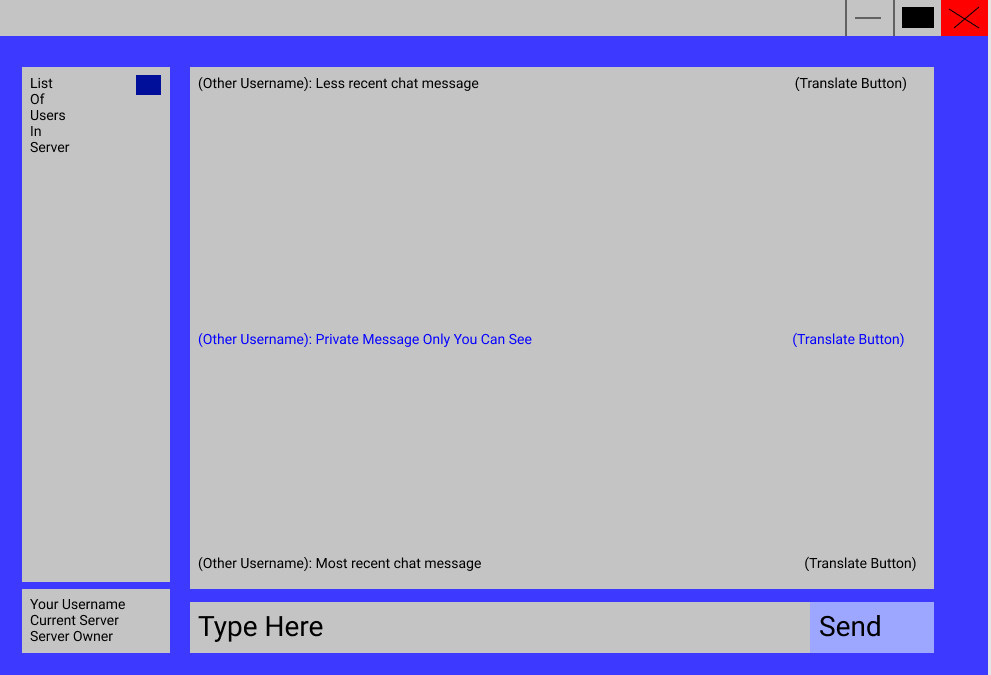 List
Of
Users
In
Server
(Other Username): Less recent chat message (Translate Button)
(Other Username): Private Message Only You Can See (Translate Button)
(Other Username): Most recent chat message (Translate Button)
Your Username
Current Server
Server Owner
Type Here
Send